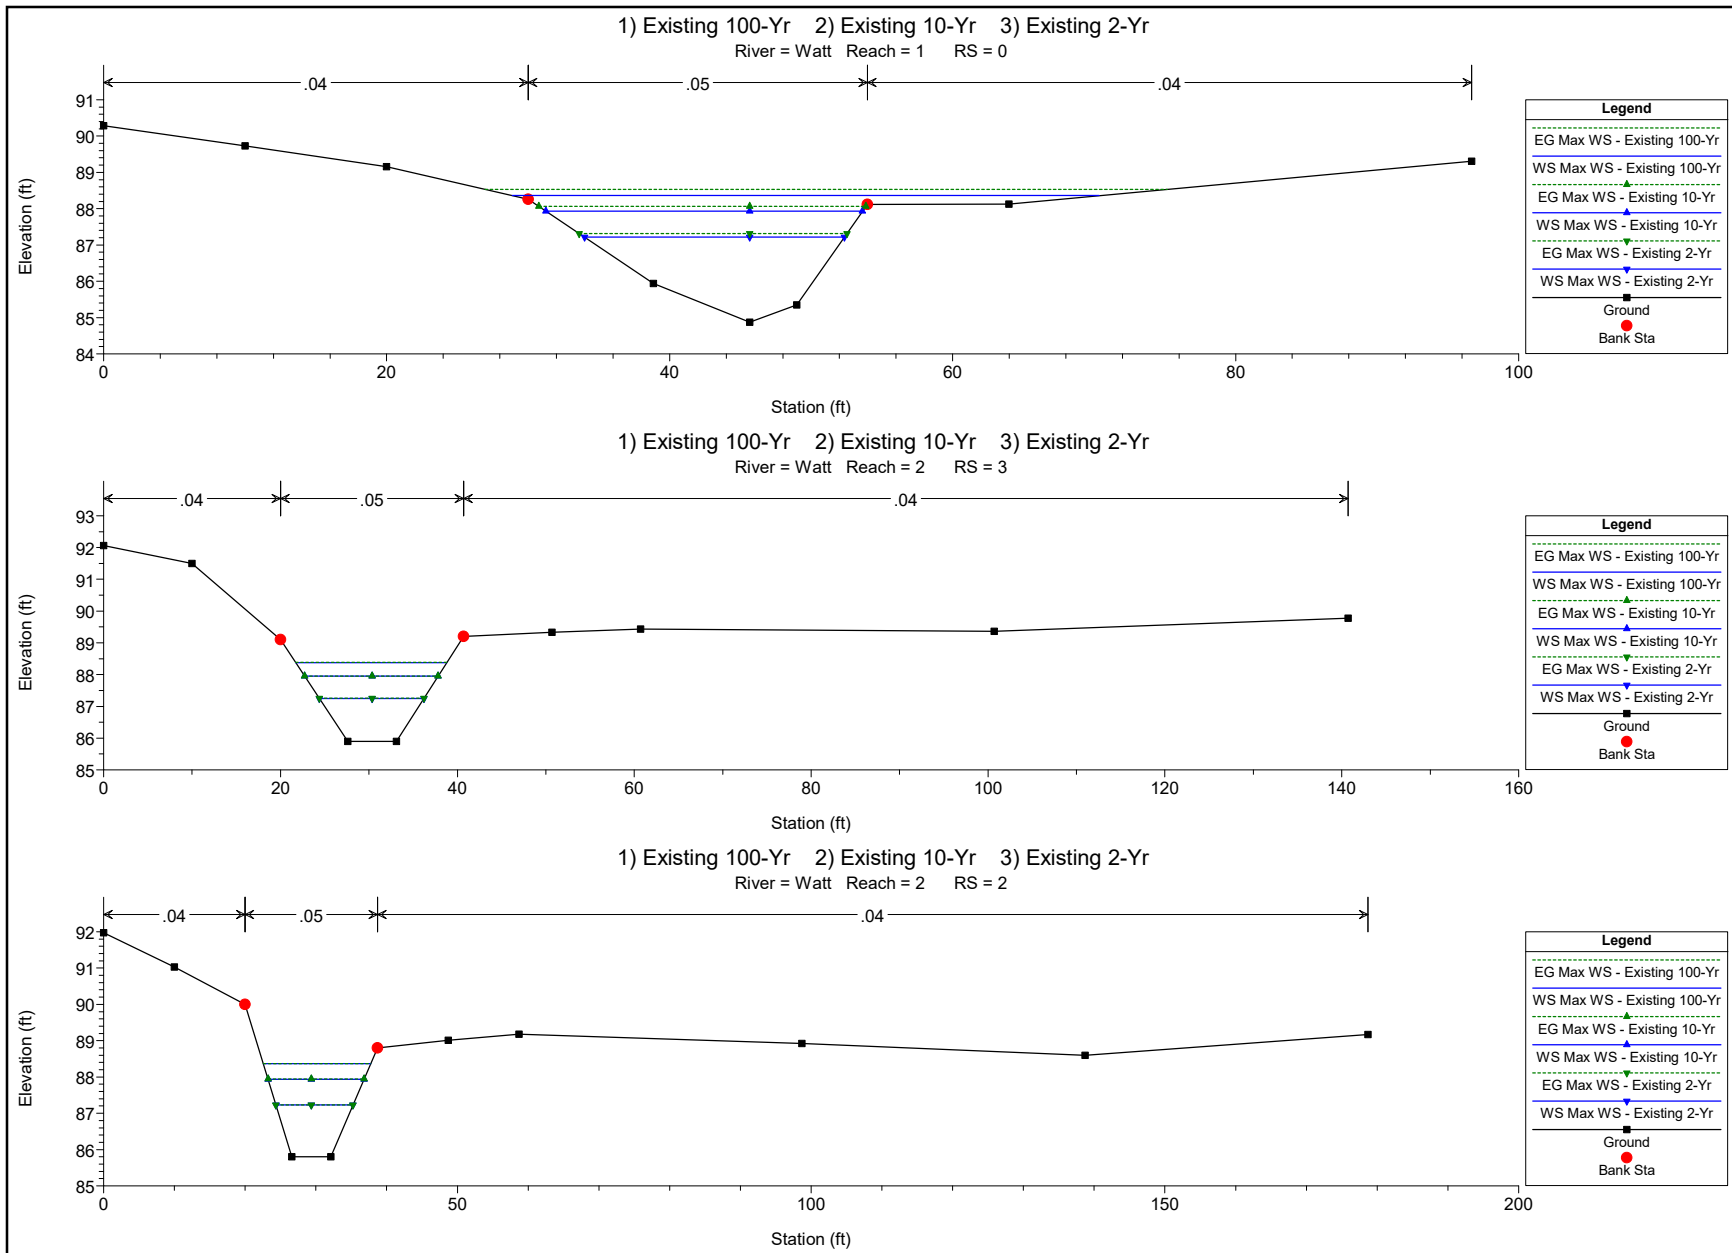 1) Existing 100-Yr    2) Existing 10-Yr    3) Existing 2-Yr
River = Watt   Reach = 1      RS = 0
.04 .05 .04
91
90
89
88
87
86
85
84
Elevation (ft)
0 20 40 60 80 100
Station (ft)
Legend
EG Max WS - Existing 100-Yr
WS Max WS - Existing 100-Yr
EG Max WS - Existing 10-Yr
WS Max WS - Existing 10-Yr
EG Max WS - Existing 2-Yr
WS Max WS - Existing 2-Yr
Ground
Bank Sta
1) Existing 100-Yr    2) Existing 10-Yr    3) Existing 2-Yr
River = Watt   Reach = 2      RS = 3
.04 .05 .04
93
92
91
90
89
88
87
86
85
Elevation (ft)
0 20 40 60 80 100 120 140 160
Station (ft)
Legend
EG Max WS - Existing 100-Yr
WS Max WS - Existing 100-Yr
EG Max WS - Existing 10-Yr
WS Max WS - Existing 10-Yr
EG Max WS - Existing 2-Yr
WS Max WS - Existing 2-Yr
Ground
Bank Sta
1) Existing 100-Yr    2) Existing 10-Yr    3) Existing 2-Yr
River = Watt   Reach = 2      RS = 2
.04 .05 .04
92
91
90
89
88
87
86
85
Elevation (ft)
0 50 100 150 200
Station (ft)
Legend
EG Max WS - Existing 100-Yr
WS Max WS - Existing 100-Yr
EG Max WS - Existing 10-Yr
WS Max WS - Existing 10-Yr
EG Max WS - Existing 2-Yr
WS Max WS - Existing 2-Yr
Ground
Bank Sta